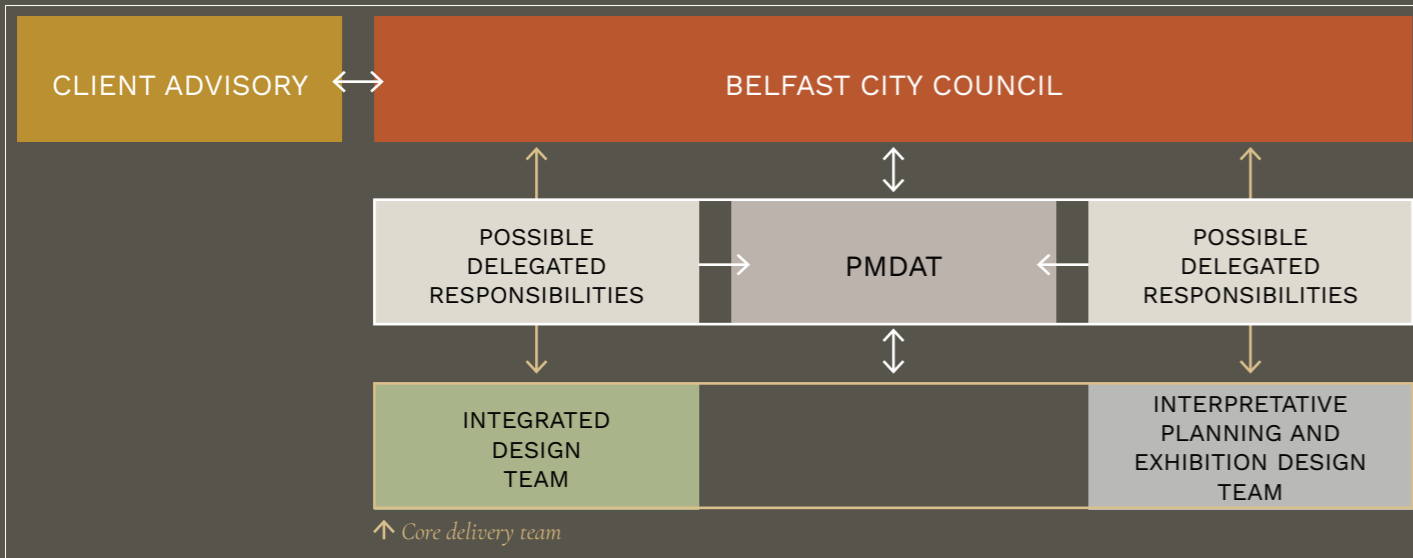 CLIENT ADVISORY
BELFAST CITY COUNCIL
POSSIBLE
DELEGATED
RESPONSIBILITIES
PMDAT
POSSIBLE
DELEGATED
RESPONSIBILITIES
INTEGRATED
DESIGN
TEAM
INTERPRETATIVE
PLANNING AND
EXHIBITION DESIGN
TEAM
Core delivery team